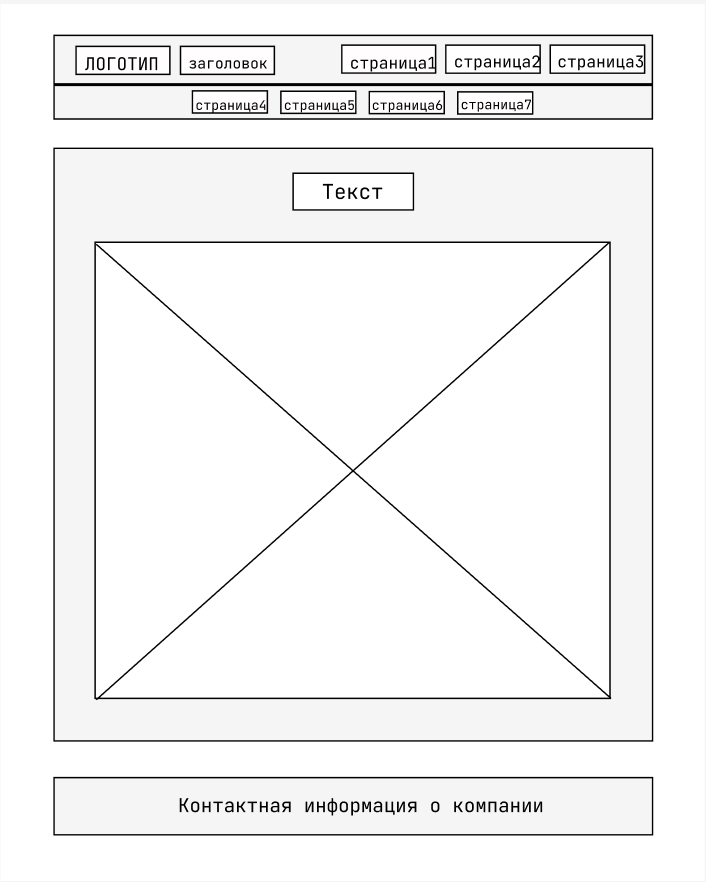 ЛОГОТИП заголовок страница1 страница2 страница3
страница4 страница5 страница6 страница7
Текст
Контактная информация о компании